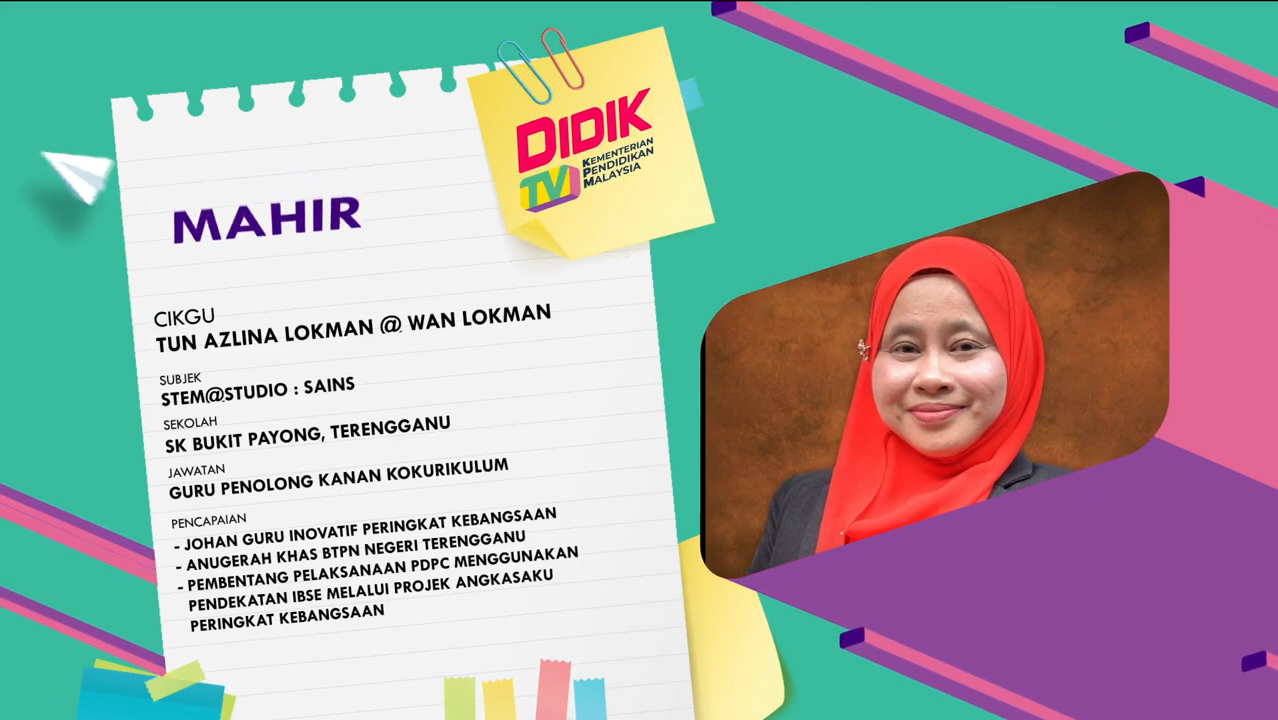 DIDIK
TV
KEMENTERIAN
PENDIDIKAN
MALAYSIA
MAHIR
CIKGU
TUN AZLINA LOKMAN @ WAN LOKMAN
SUBJEK
STEM@STUDIO : SAINS
SEKOLAH
SK BUKIT PAYONG, TERENGGANU
JAWATAN
GURU PENOLONG KANAN KOKURIKULUM
PENCAPAIAN
- JOHAN GURU INOVATIF PERINGKAT KEBANGSAAN
- ANUGERAH KHAS BTPN NEGERI TERENGGANU
- PEMBENTANG PELAKSANAAN PDPC MENGGUNAKAN
PENDEKATAN IBSE MELALUI PROJEK ANGKASAKU
PERINGKAT KEBANGSAAN